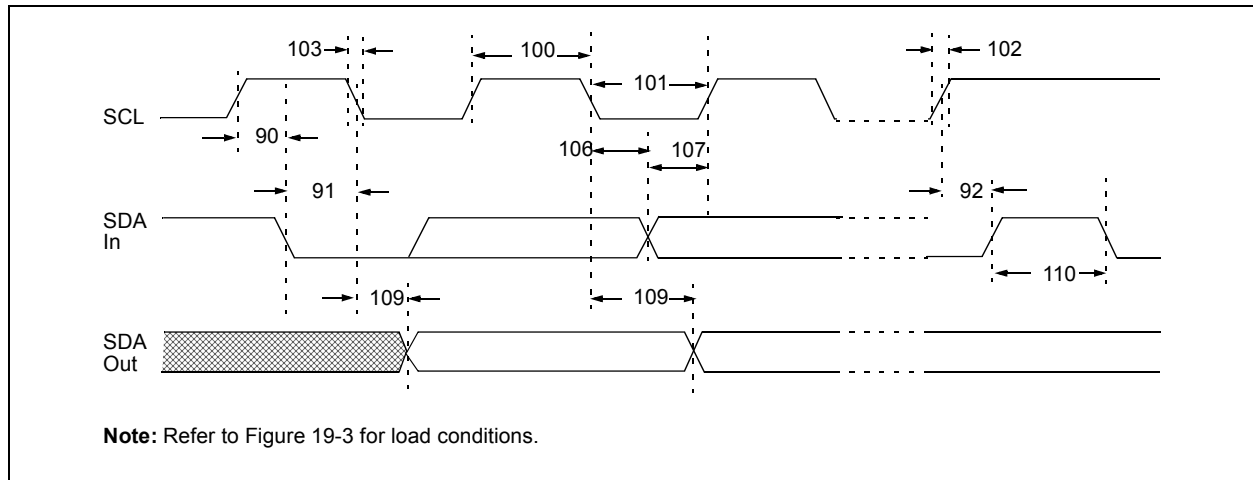 103 100 102
101
SCL
90 106 107
91 92
SDA
In
110
109 109
SDA
Out
Note: Refer to Figure 19-3 for load conditions.